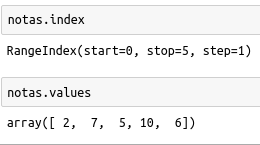 notas.index
RangeIndex(start=0, stop=5, step=1)
notas.values
array([ 2,  7,  5, 10,  6])